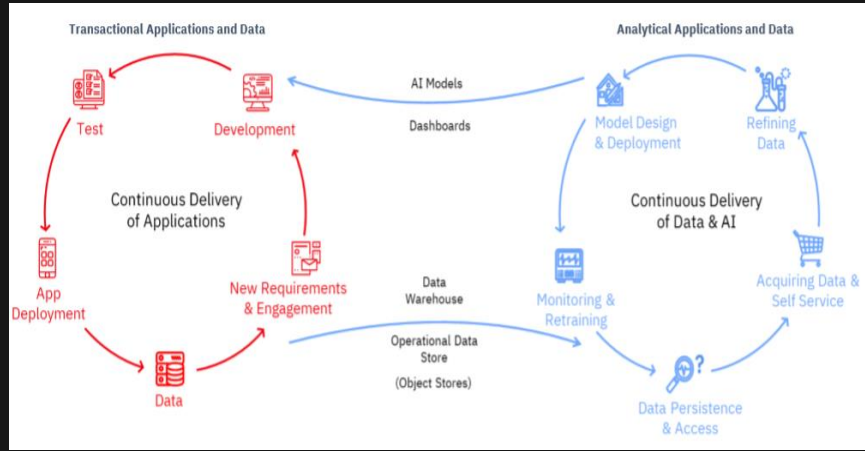 Transactional Applications and Data
Analytical Applications and Data
Test
Development
Continuous Delivery
of Applications
App
Deployment
New Requirements
& Engagement
Data
AI Models
Dashboards
Data
Warehouse
Operational Data
Store
(Object Stores)
Model Design
& Deployment
Refining
Data
Continuous Delivery
of Data & AI
Monitoring &
Retraining
Acquiring Data &
Self Service
?
Data Persistence
& Access